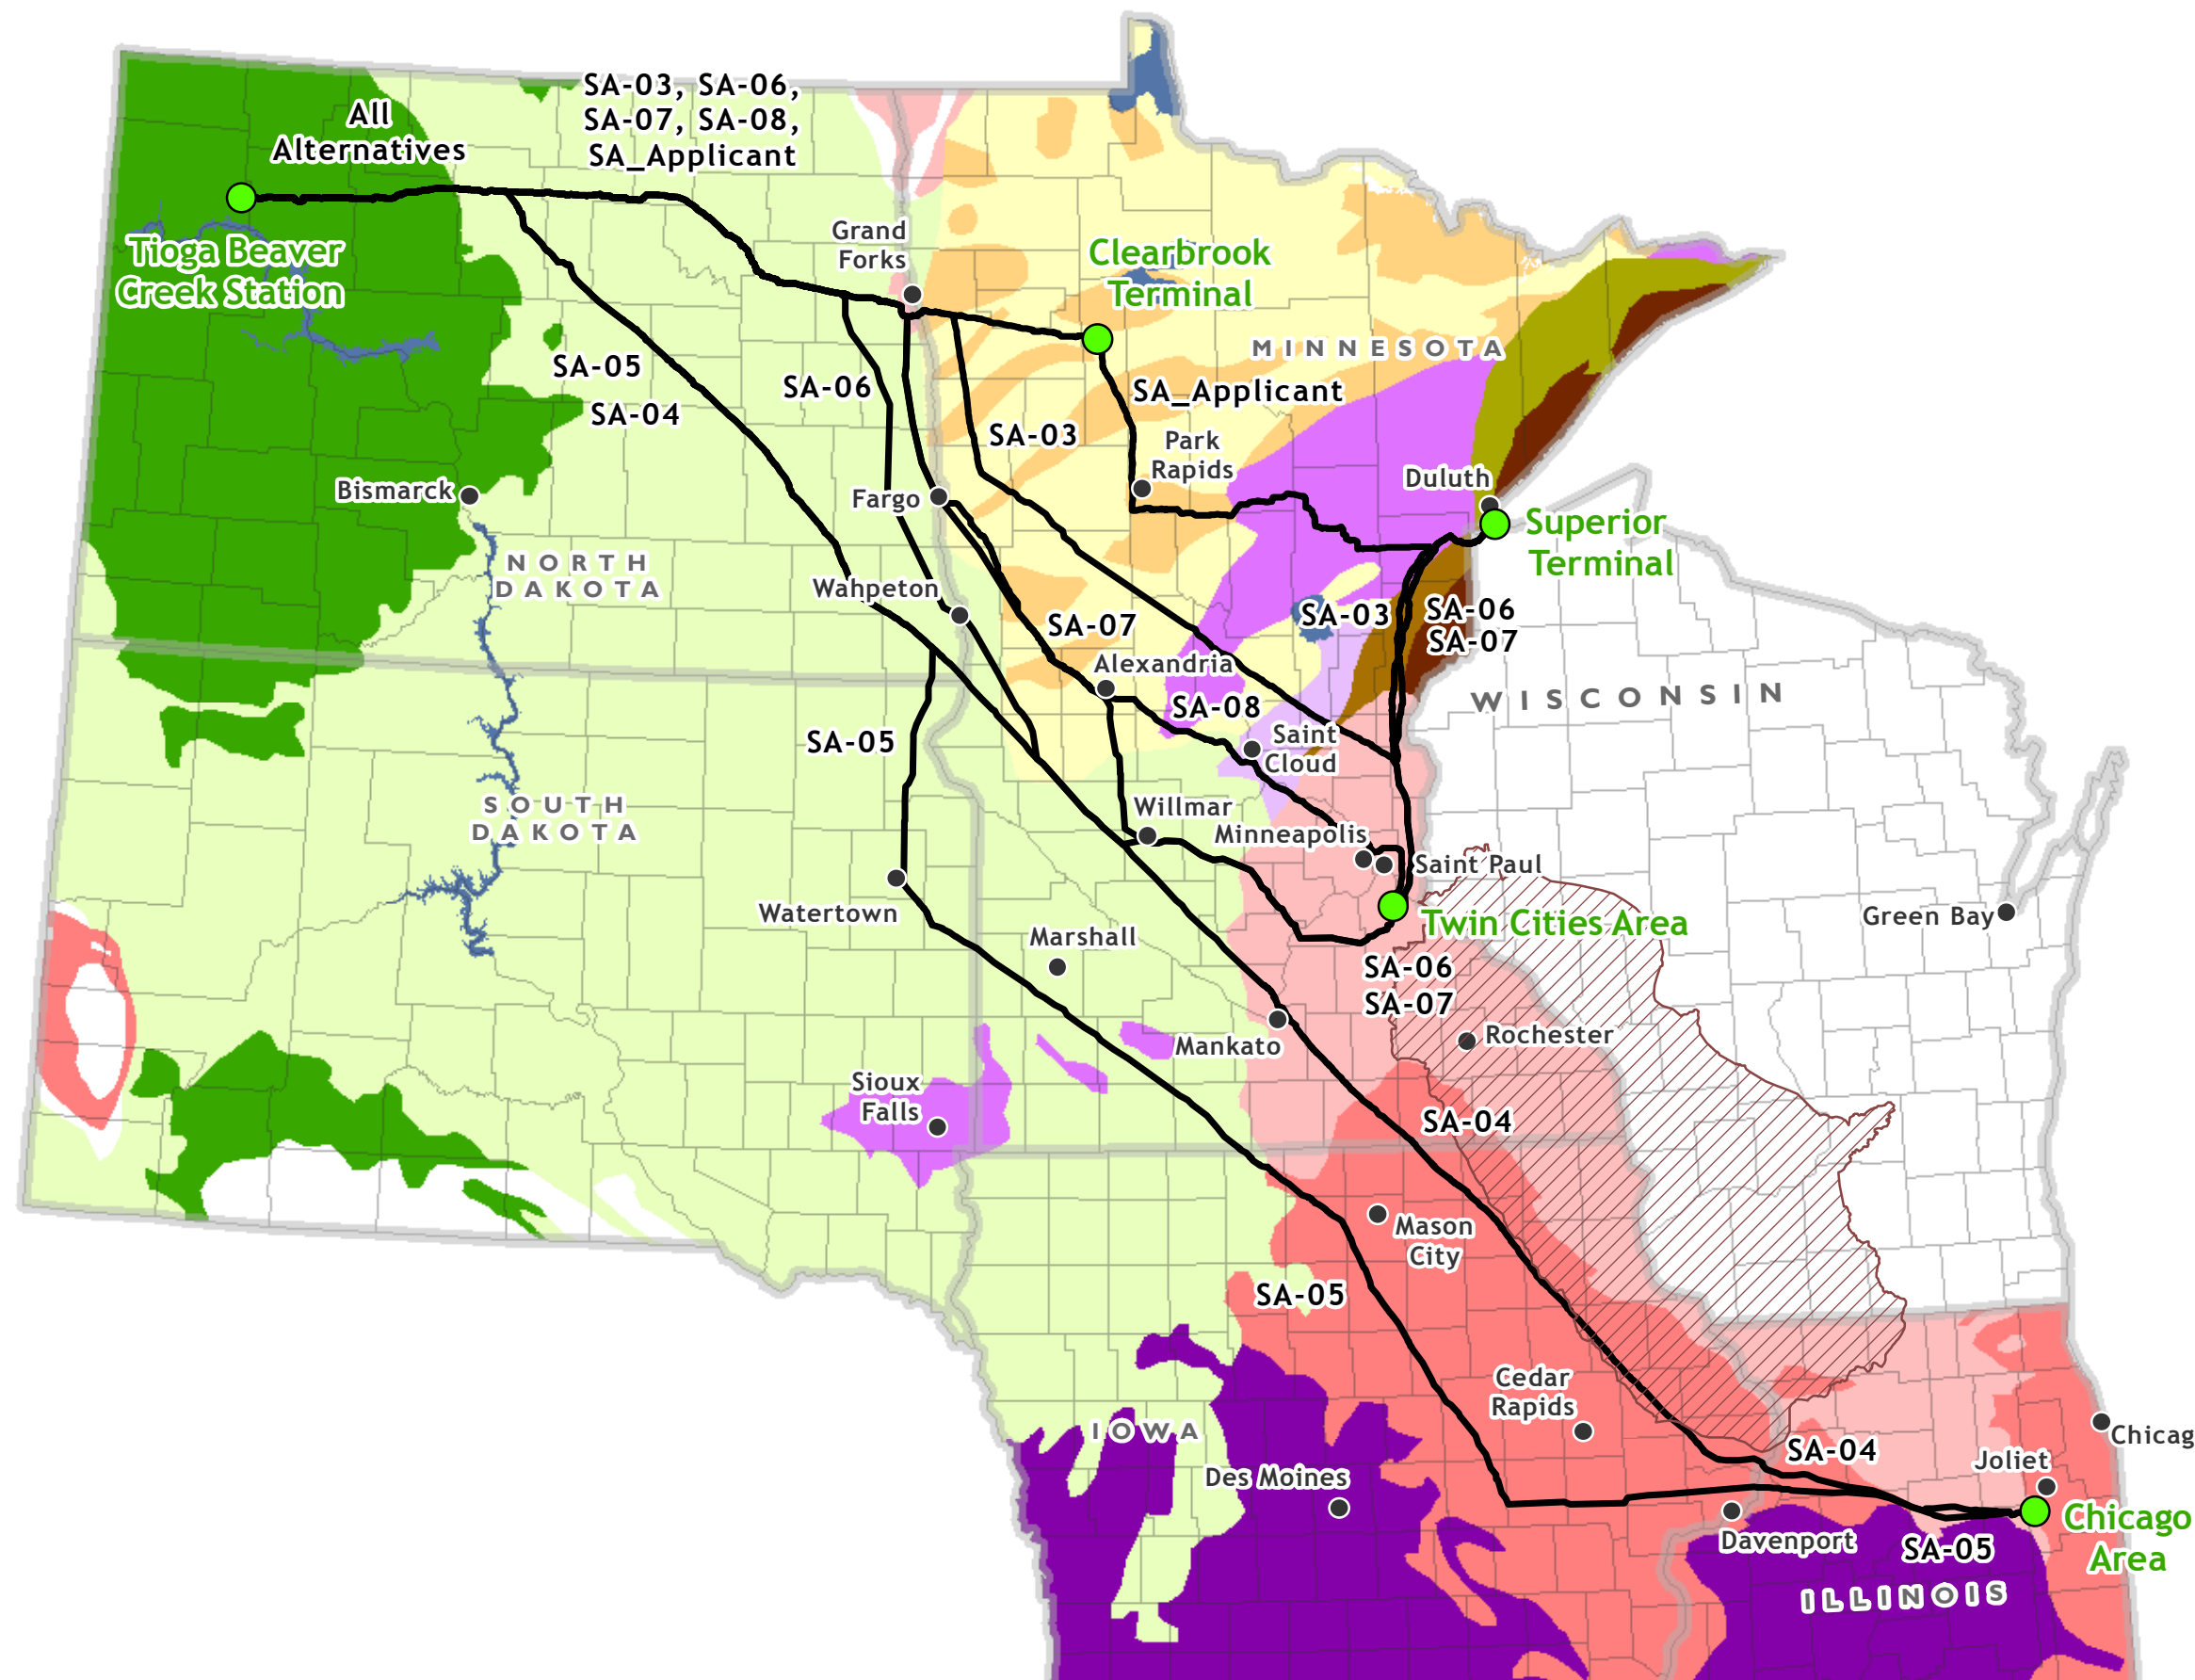 SA-03, SA-06,
SA-07, SA-08,
SA_Applicant
All
Alternatives
Tioga Beaver
Creek Station
Grand
Forks
Clearbrook
Terminal
MINNESOTA
SA-05
SA-04
SA-06
SA_Applicant
SA-03
Park
Rapids
Bismarck
Fargo
Duluth
Superior
Terminal
NORTH
DAKOTA
Wahpeton
SA-07
SA-03
SA-06
SA-07
Alexandria
WISCONSIN
SA-08
SA-05
Saint
Cloud
SOUTH
DAKOTA
Willmar
Minneapolis
Saint Paul
Watertown
Twin Cities Area
Green Bay
Marshall
SA-06
SA-07
Mankato
Rochester
Sioux
Falls
SA-04
Mason
City
SA-05
Cedar
Rapids
IOWA
Des Moines
SA-04
Joliet
Chicag
Chicago
Area
Davenport
SA-05
ILLINOIS